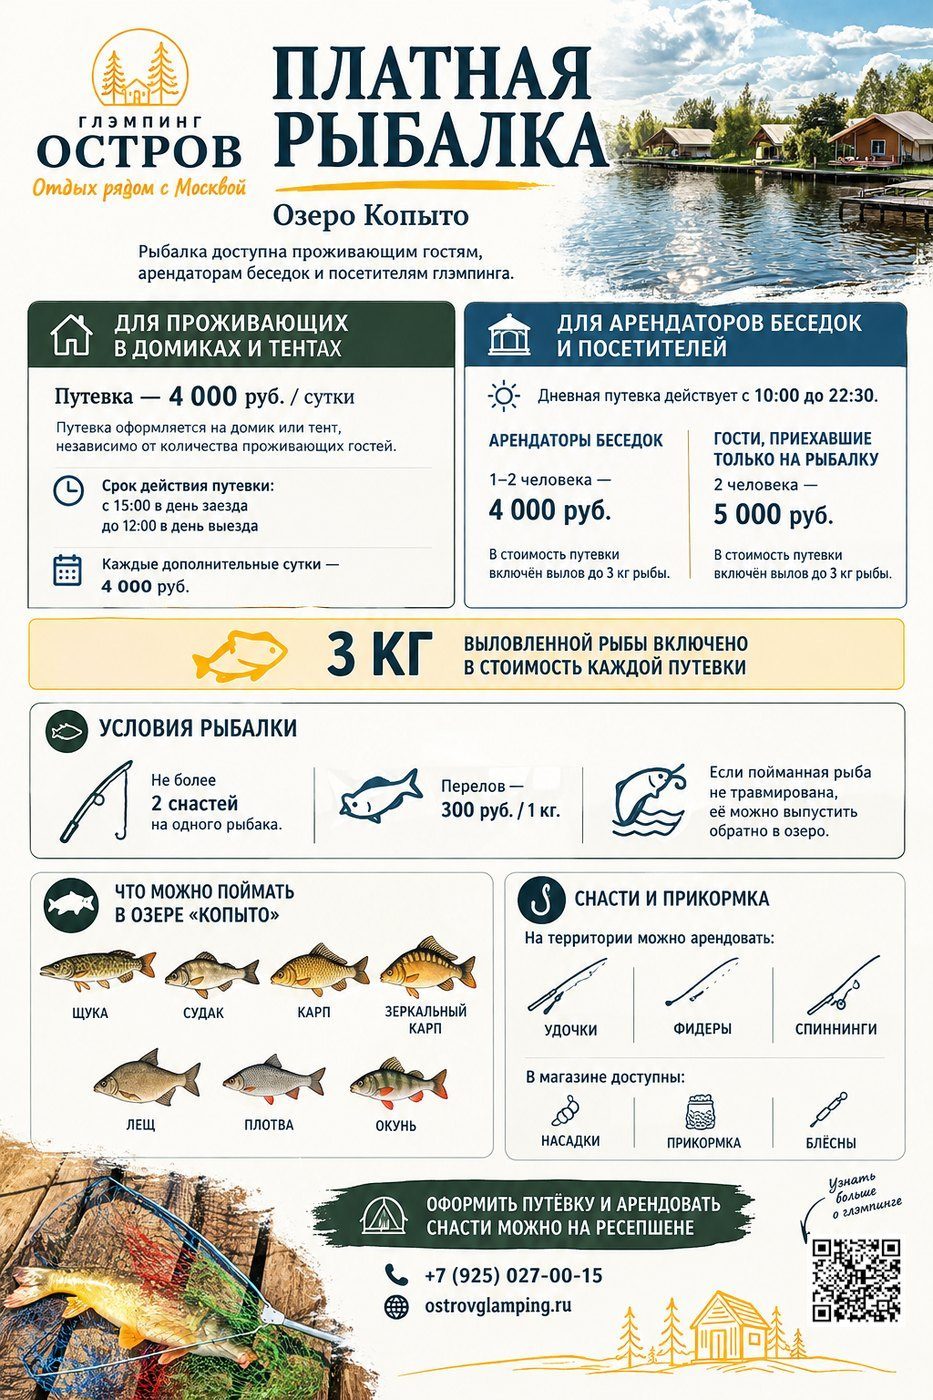 ГЛЭМПИНГ
ОСТРОВ
Отдых рядом с Москвой
ПЛАТНАЯ
РЫБАЛКА
Озеро Копыто
Рыбалка доступна проживающим гостям,
арендаторам беседок и посетителям глэмпинга.
ДЛЯ ПРОЖИВАЮЩИХ
В ДОМИКАХ И ТЕНТАХ
Путевка — 4 000 руб. / сутки
Путевка оформляется на домик или тент,
независимо от количества проживающих гостей.
Срок действия путевки:
с 15:00 в день заезда
до 12:00 в день выезда
Каждые дополнительные сутки —
4 000 руб.
ДЛЯ АРЕНДАТОРОВ БЕСЕДОК
И ПОСЕТИТЕЛЕЙ
Дневная путевка действует с 10:00 до 22:30.
АРЕНДАТОРЫ БЕСЕДОК
1–2 человека —
4 000 руб.
В стоимость путевки
включён вылов до 3 кг рыбы.
ГОСТИ, ПРИЕХАВШИЕ
ТОЛЬКО НА РЫБАЛКУ
2 человека —
5 000 руб.
В стоимость путевки
включён вылов до 3 кг рыбы.
3 КГ
ВЫЛОВЛЕННОЙ РЫБЫ ВКЛЮЧЕНО
В СТОИМОСТЬ КАЖДОЙ ПУТЕВКИ
УСЛОВИЯ РЫБАЛКИ
Не более
2 снастей
на одного рыбака.
Перелов —
300 руб. / 1 кг.
Если пойманная рыба
не травмирована,
её можно выпустить
обратно в озеро.
ЧТО МОЖНО ПОЙМАТЬ
В ОЗЕРЕ «КОПЫТО»
ЩУКА
СУДАК
КАРП
ЗЕРКАЛЬНЫЙ
КАРП
ЛЕЩ
ПЛОТВА
ОКУНЬ
СНАСТИ И ПРИКОРМКА
На территории можно арендовать:
УДОЧКИ
ФИДЕРЫ
СПИННИНГИ
В магазине доступны:
НАСАДКИ
ПРИКОРМКА
БЛЁСНЫ
ОФОРМИТЬ ПУТЁВКУ И АРЕНДОВАТЬ
СНАСТИ МОЖНО НА РЕСЕПШЕНЕ
+7 (925) 027-00-15
ostrovglamping.ru
Узнать
больше
о глэмпинге